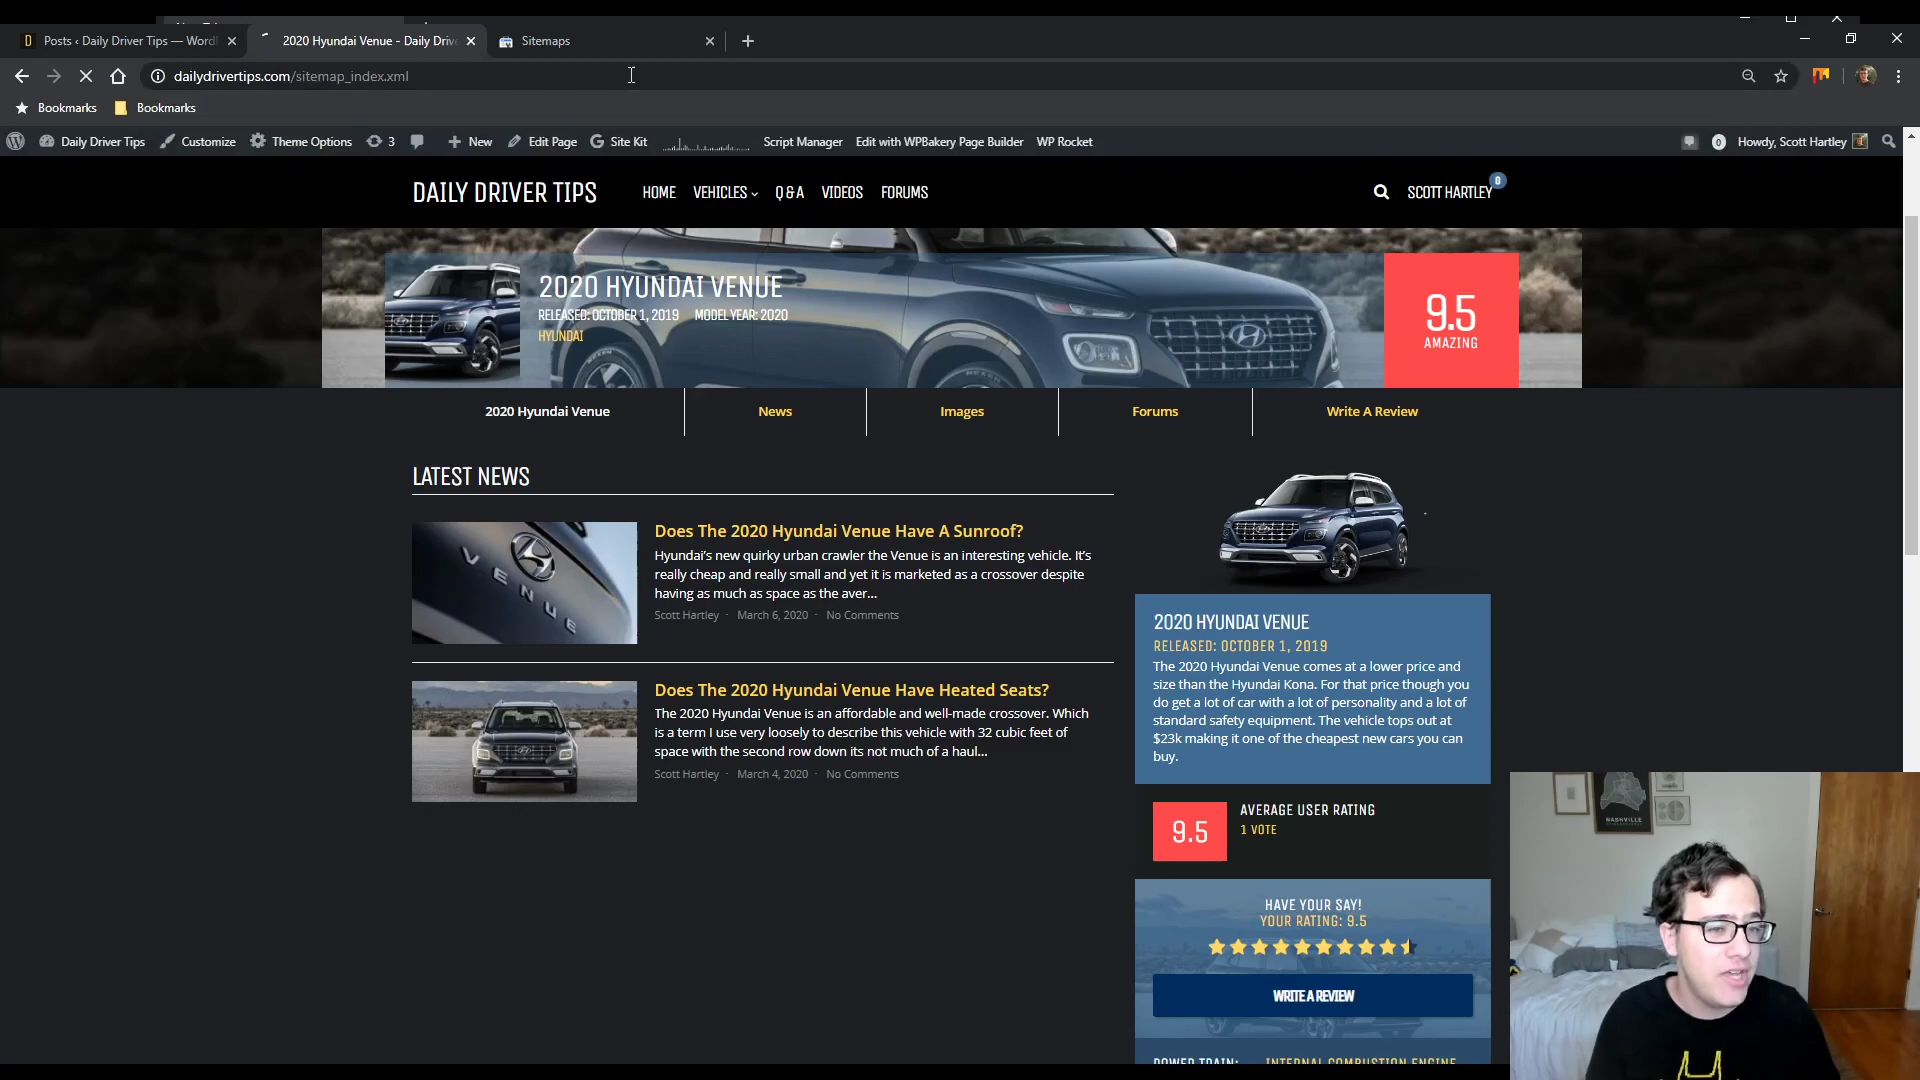 Posts ‹ Daily Driver Tips — Word
2020 Hyundai Venue - Daily Drive
Sitemaps
dailydrivertips.com/sitemap_index.xml
Bookmarks
Bookmarks
Daily Driver Tips
Customize
Theme Options
3
New
Edit Page
Site Kit
Script Manager
Edit with WPBakery Page Builder
WP Rocket
0
Howdy, Scott Hartley
DAILY DRIVER TIPS
HOME
VEHICLES
Q & A
VIDEOS
FORUMS
SCOTT HARTLEY
0
2020 HYUNDAI VENUE
RELEASED: OCTOBER 1, 2019
MODEL YEAR: 2020
HYUNDAI
9.5
AMAZING
2020 Hyundai Venue
News
Images
Forums
Write A Review
LATEST NEWS
VENUE
Does The 2020 Hyundai Venue Have A Sunroof?
Hyundai's new quirky urban crawler the Venue is an interesting vehicle. It's
really cheap and really small and yet it is marketed as a crossover despite
having as much as space as the aver...
Scott Hartley · March 6, 2020 · No Comments
Does The 2020 Hyundai Venue Have Heated Seats?
The 2020 Hyundai Venue is an affordable and well-made crossover. Which
is a term I use very loosely to describe this vehicle with 32 cubic feet of
space with the second row down its not much of a haul...
Scott Hartley · March 4, 2020 · No Comments
2020 HYUNDAI VENUE
RELEASED: OCTOBER 1, 2019
The 2020 Hyundai Venue comes at a lower price and
size than the Hyundai Kona. For that price though you
do get a lot of car with a lot of personality and a lot of
standard safety equipment. The vehicle tops out at
$23k making it one of the cheapest new cars you can
buy.
9.5
AVERAGE USER RATING
1 VOTE
HAVE YOUR SAY!
YOUR RATING: 9.5
WRITE A REVIEW
POWER TRAIN:
INTERNAL COMBUSTION ENGINE
NASHVILLE